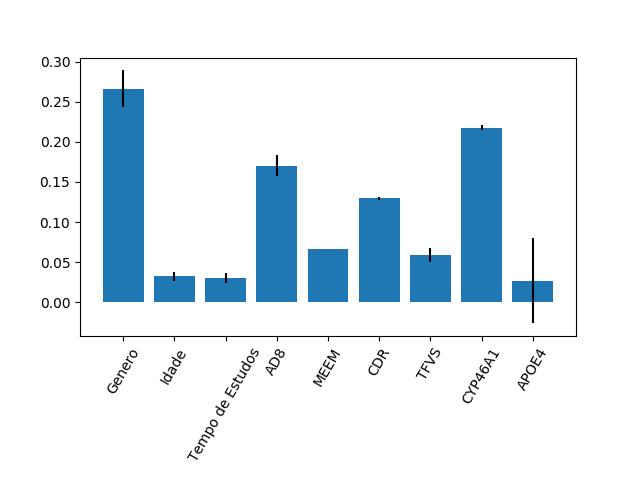 0.30
0.25
0.20
0.15
0.10
0.05
0.00
Genero
Idade
Tempo de Estudos
AD8
MEEM
CDR
TFVS
CYP46A1
APOE4